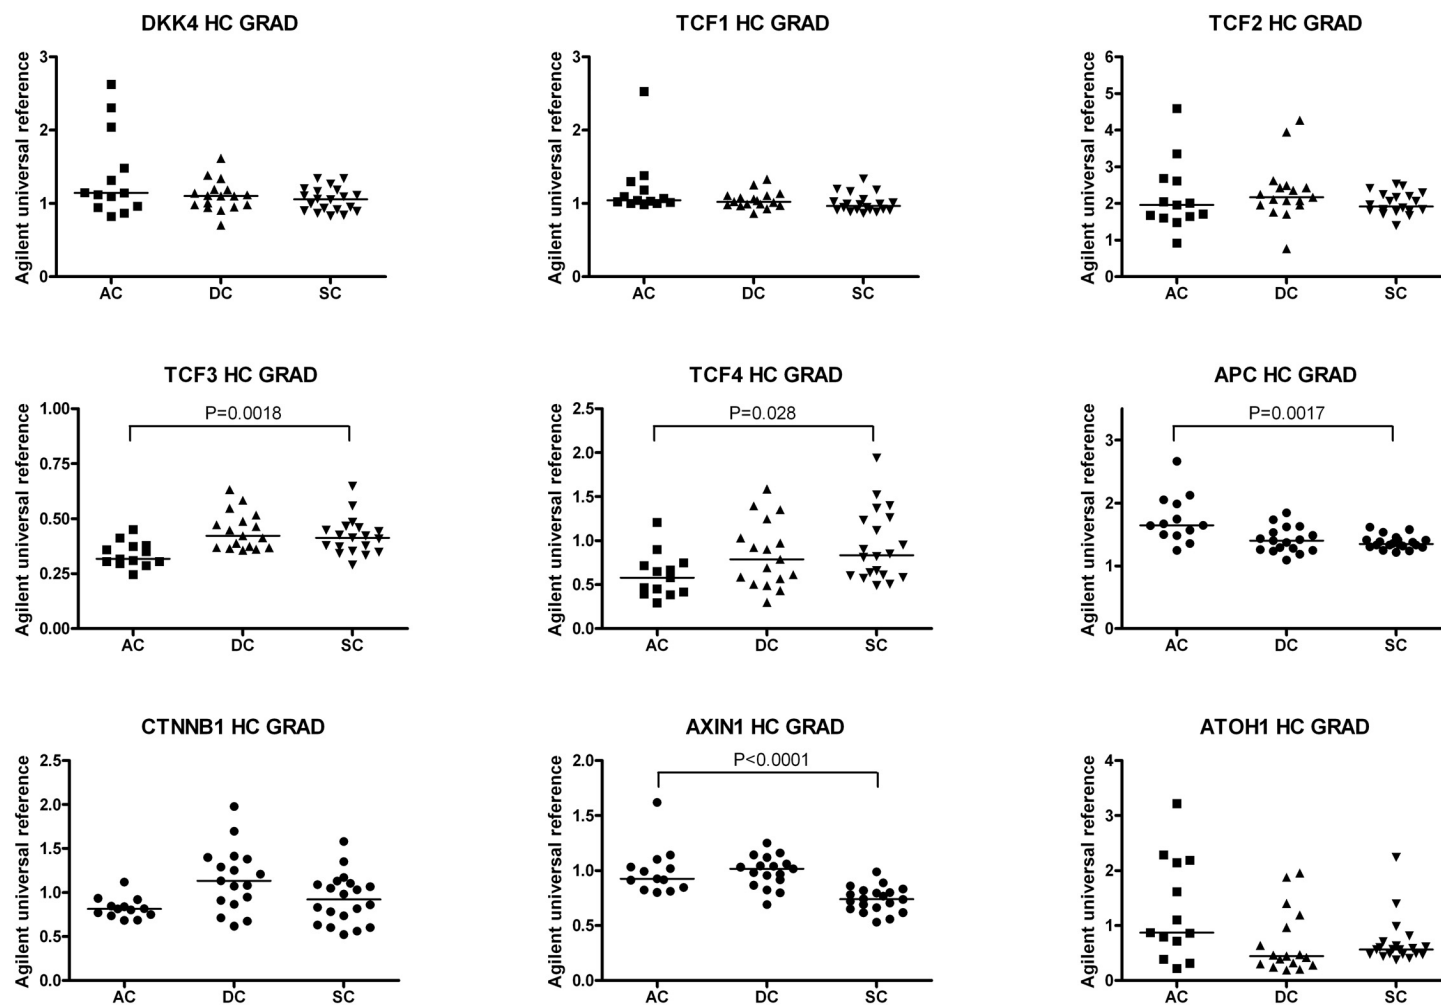 DKK4 HC GRAD
Agilent universal reference
3
2
1
0
AC DC SC
TCF1 HC GRAD
Agilent universal reference
3
2
1
0
AC DC SC
TCF2 HC GRAD
Agilent universal reference
6
5
4
3
2
1
0
AC DC SC
TCF3 HC GRAD
P=0.0018
Agilent universal reference
1.00
0.75
0.50
0.25
0.00
AC DC SC
TCF4 HC GRAD
P=0.028
Agilent universal reference
2.5
2.0
1.5
1.0
0.5
0.0
AC DC SC
APC HC GRAD
P=0.0017
Agilent universal reference
3
2
1
0
AC DC SC
CTNNB1 HC GRAD
Agilent universal reference
2.5
2.0
1.5
1.0
0.5
0.0
AC DC SC
AXIN1 HC GRAD
P<0.0001
Agilent universal reference
2.0
1.5
1.0
0.5
0.0
AC DC SC
ATOH1 HC GRAD
Agilent universal reference
4
3
2
1
0
AC DC SC